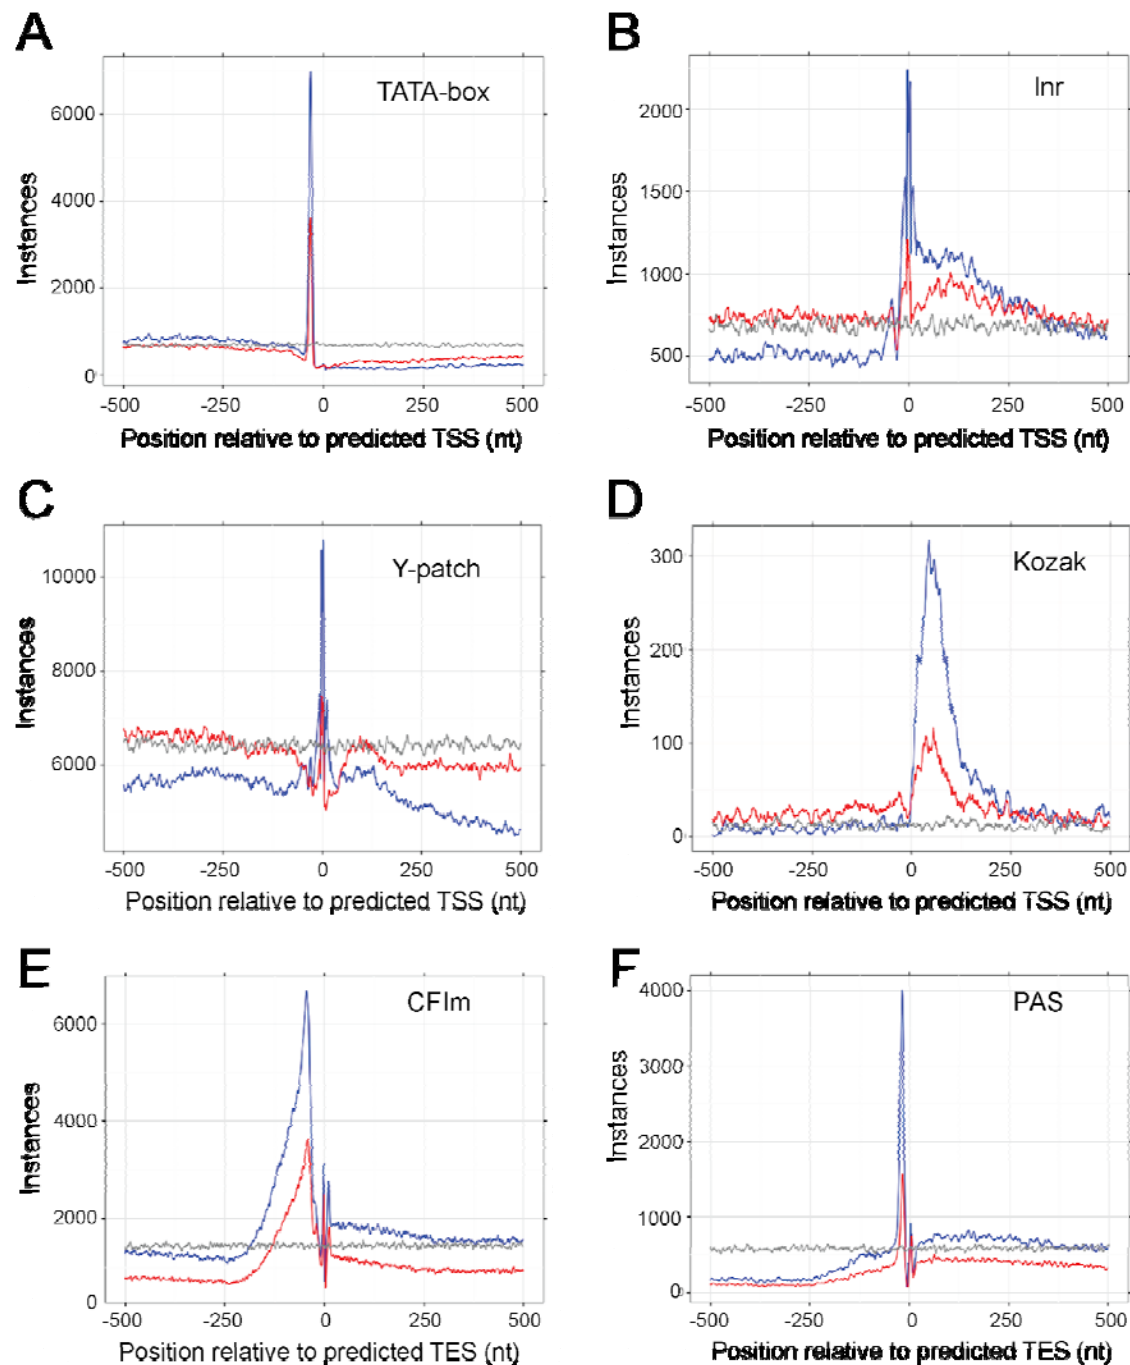 A
TATA-box
Instances
6000
4000
2000
0
-500
-250
0
250
500
Position relative to predicted TSS (nt)
B
Inr
Instances
2000
1500
1000
500
-500
-250
0
250
500
Position relative to predicted TSS (nt)
C
Y-patch
Instances
10000
8000
6000
-500
-250
0
250
500
Position relative to predicted TSS (nt)
D
Kozak
Instances
300
200
100
0
-500
-250
0
250
500
Position relative to predicted TSS (nt)
E
CFIm
Instances
6000
4000
2000
0
-500
-250
0
250
500
Position relative to predicted TES (nt)
F
PAS
Instances
4000
3000
2000
1000
0
-500
-250
0
250
500
Position relative to predicted TES (nt)